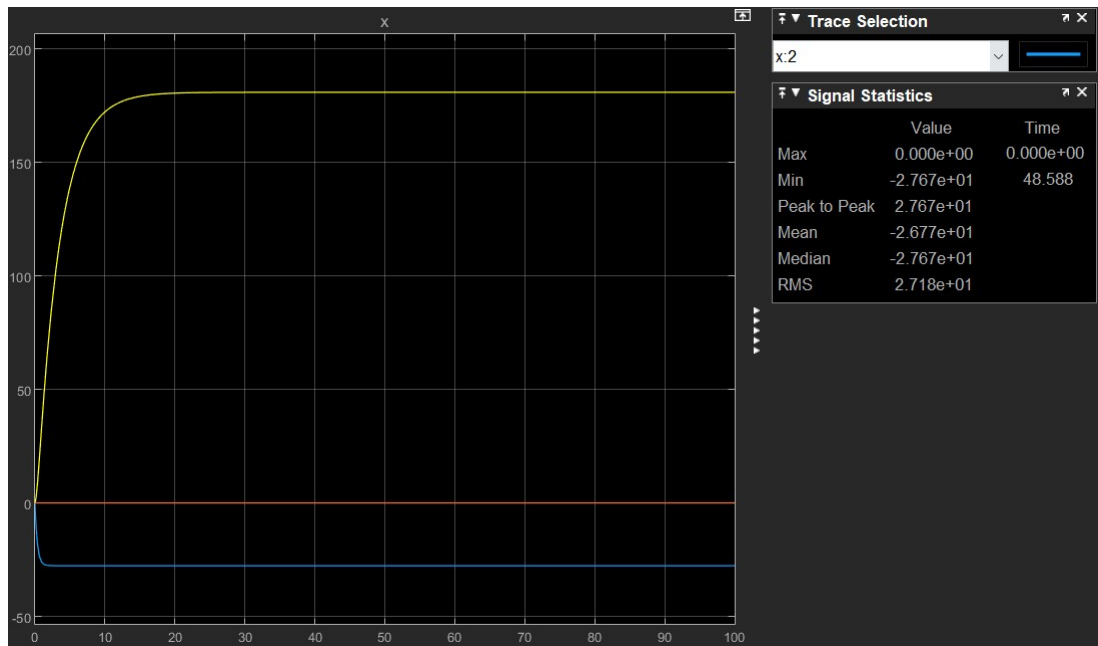 x
200
150
100
50
0
-50
0 10 20 30 40 50 60 70 80 90 100
Trace Selection
x:2
Signal Statistics
Value Time
Max 0.000e+00 0.000e+00
Min -2.767e+01 48.588
Peak to Peak 2.767e+01
Mean -2.677e+01
Median -2.767e+01
RMS 2.718e+01